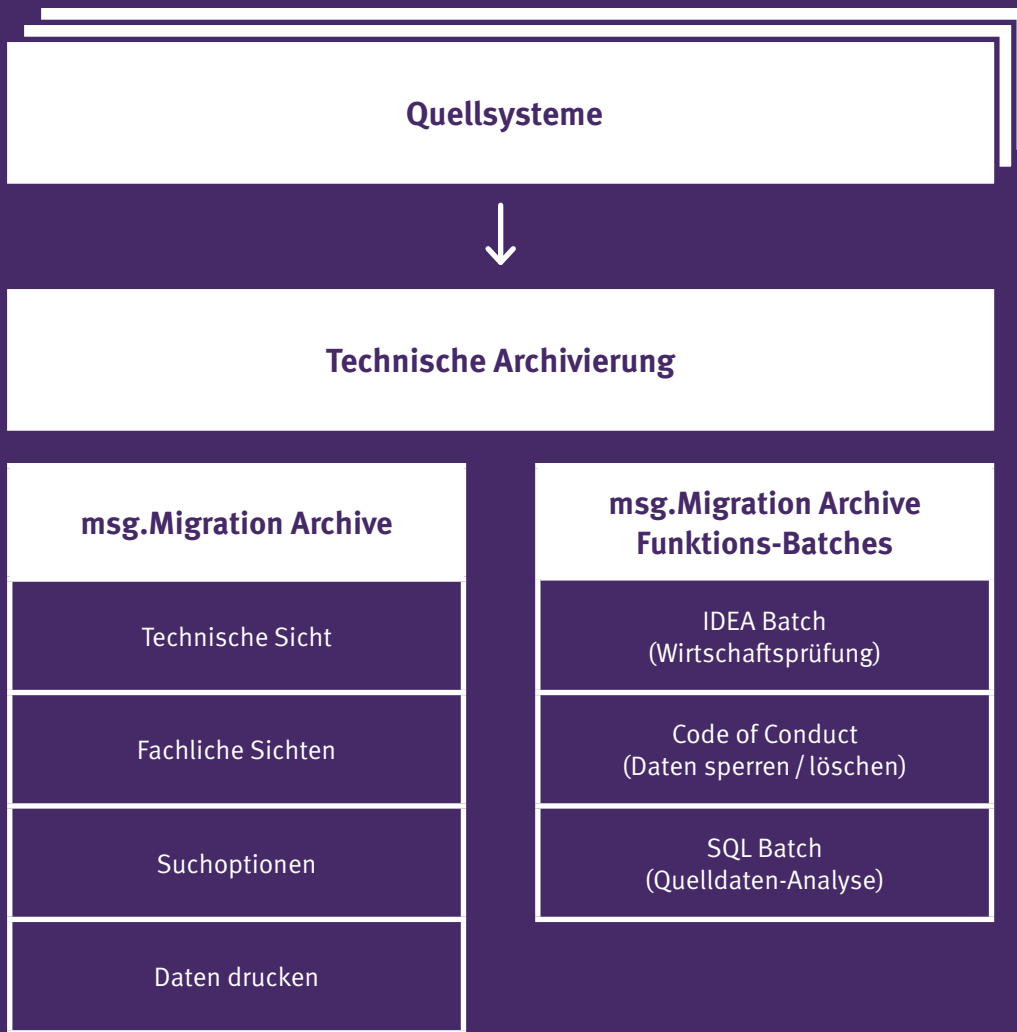 Quellsysteme
Technische Archivierung
msg.Migration Archive
Technische Sicht
Fachliche Sichten
Suchoptionen
Daten drucken
msg.Migration Archive
Funktions-Batches
IDEA Batch
(Wirtschaftsprüfung)
Code of Conduct
(Daten sperren / löschen)
SQL Batch
(Quelldaten-Analyse)